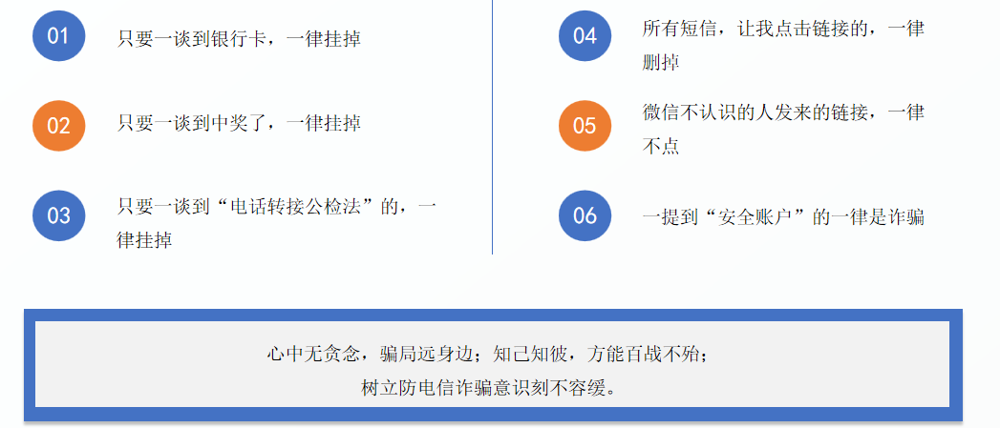 01
只要一谈到银行卡，一律挂掉
02
只要一谈到中奖了，一律挂掉
03
只要一谈到“电话转接公检法”的，一
律挂掉
04
所有短信，让我点击链接的，一律
删掉
05
微信不认识的人发来的链接，一律
不点
06
一提到“安全账户”的一律是诈骗
心中无贪念，骗局远身边；知己知彼，方能百战不殆；
树立防电信诈骗意识刻不容缓。